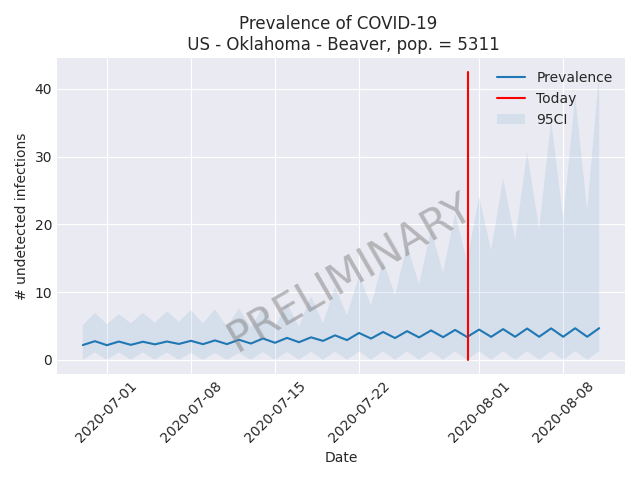 Prevalence of COVID-19
US - Oklahoma - Beaver, pop. = 5311
# undetected infections
40
30
20
10
0
Prevalence
Today
95CI
PRELIMINARY
2020-07-01
2020-07-08
2020-07-15
2020-07-22
2020-08-01
2020-08-08
Date